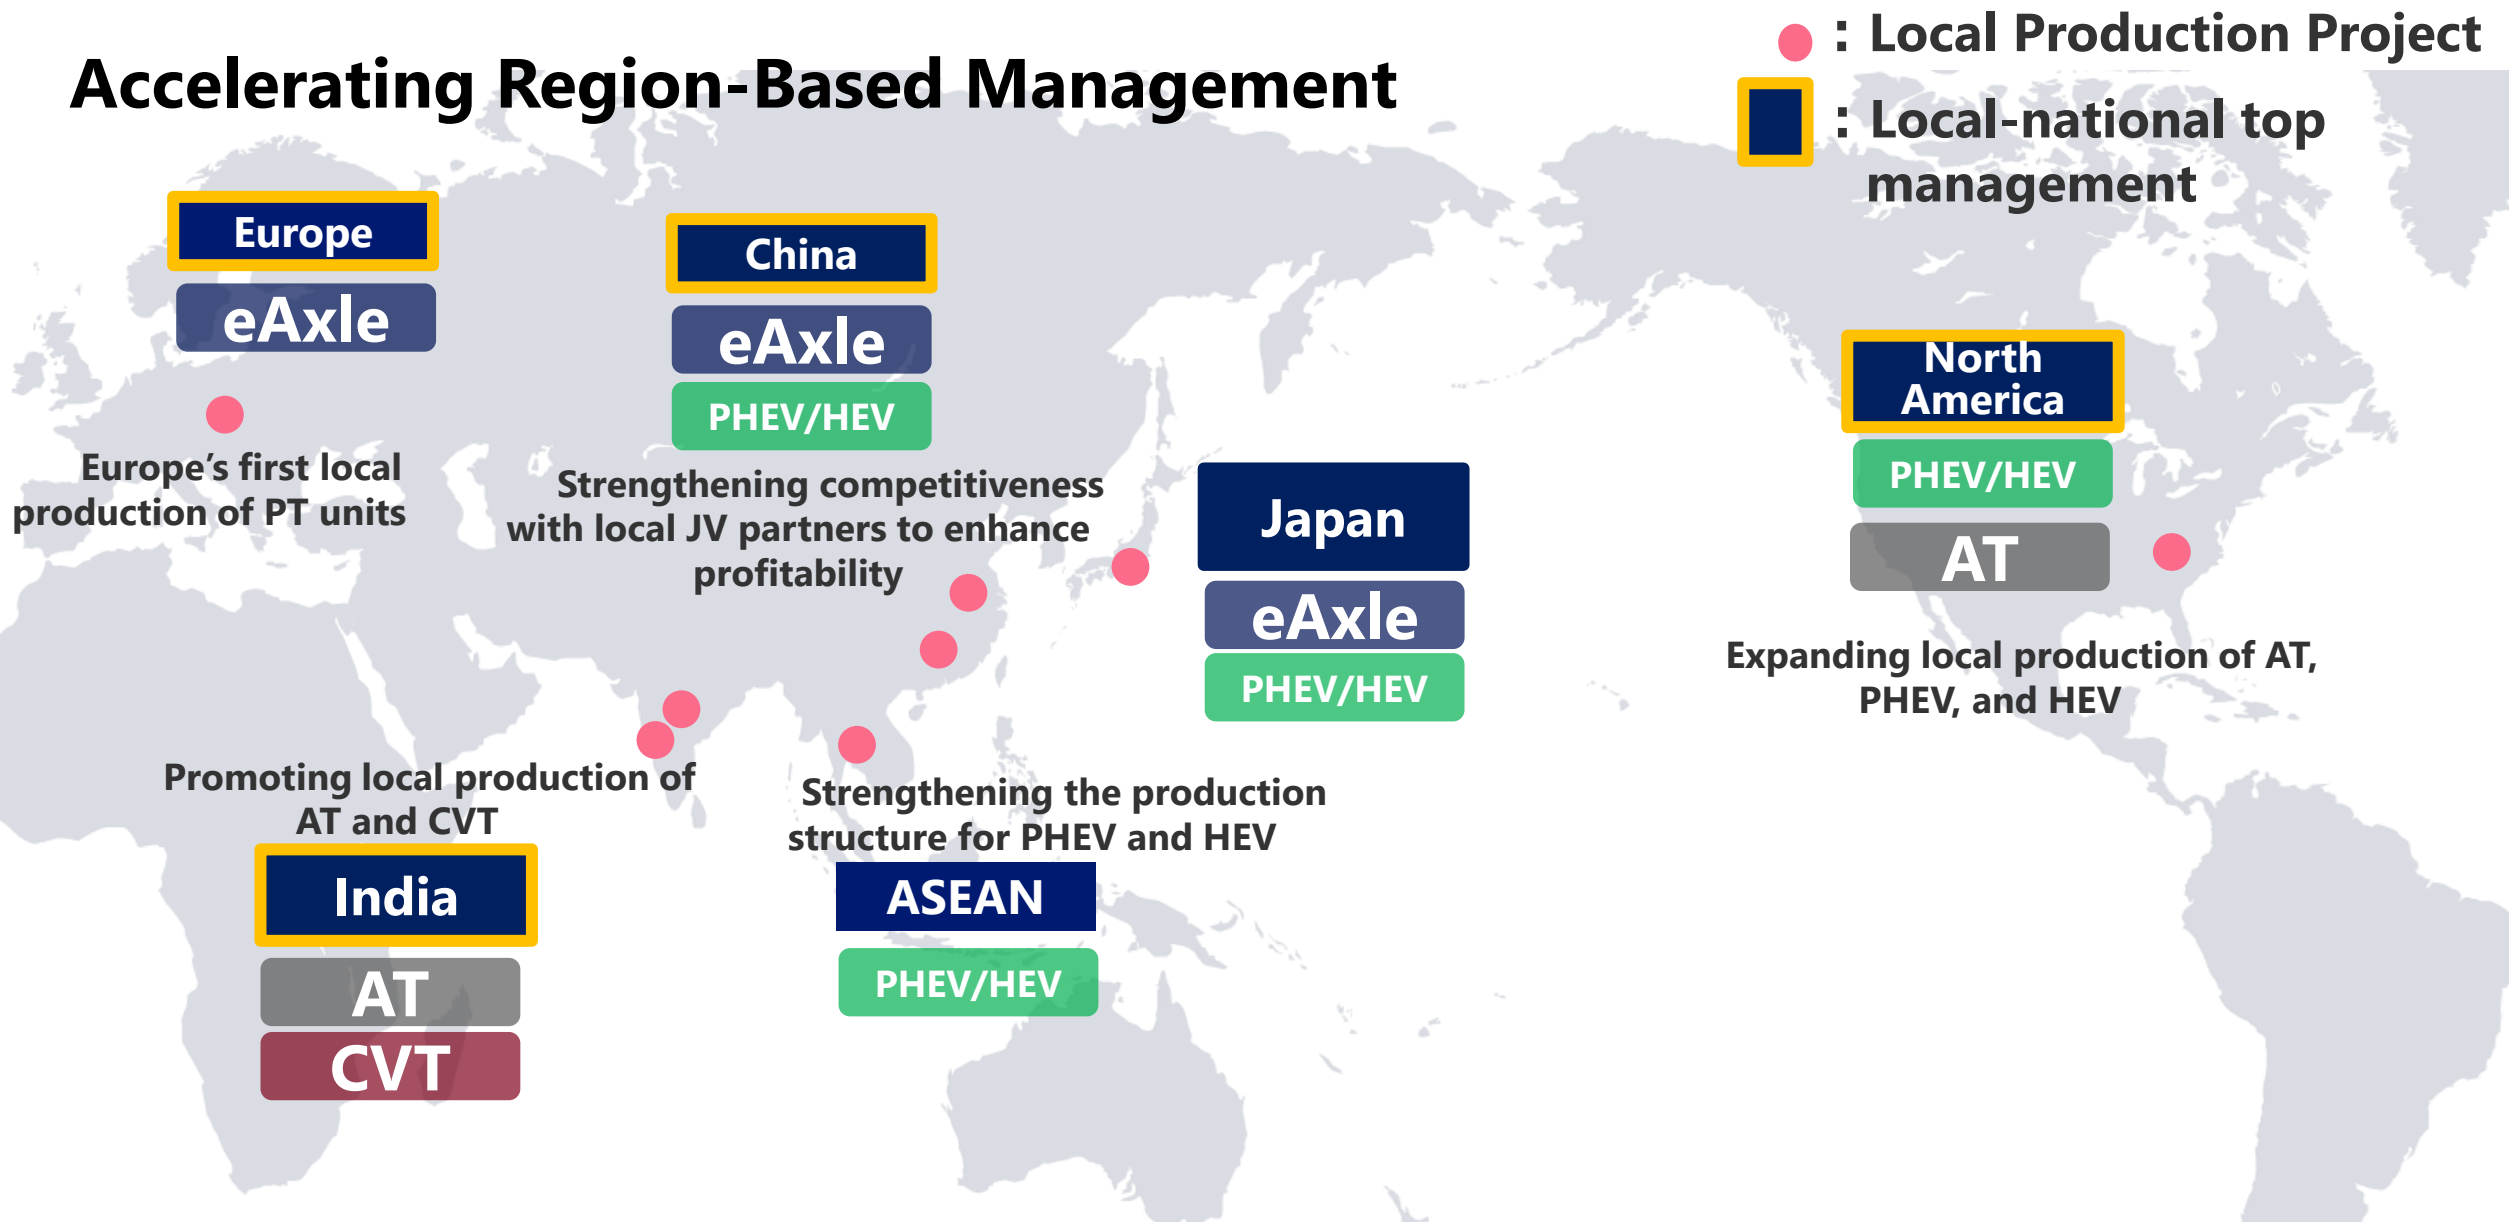 Accelerating Region-Based Management
: Local Production Project
: Local-national top
management
Europe
eAxle
Europe’s first local
production of PT units
China
eAxle
PHEV/HEV
Strengthening competitiveness
with local JV partners to enhance
profitability
Japan
eAxle
PHEV/HEV
North
America
PHEV/HEV
AT
Expanding local production of AT,
PHEV, and HEV
Promoting local production of
AT and CVT
India
AT
CVT
Strengthening the production
structure for PHEV and HEV
ASEAN
PHEV/HEV